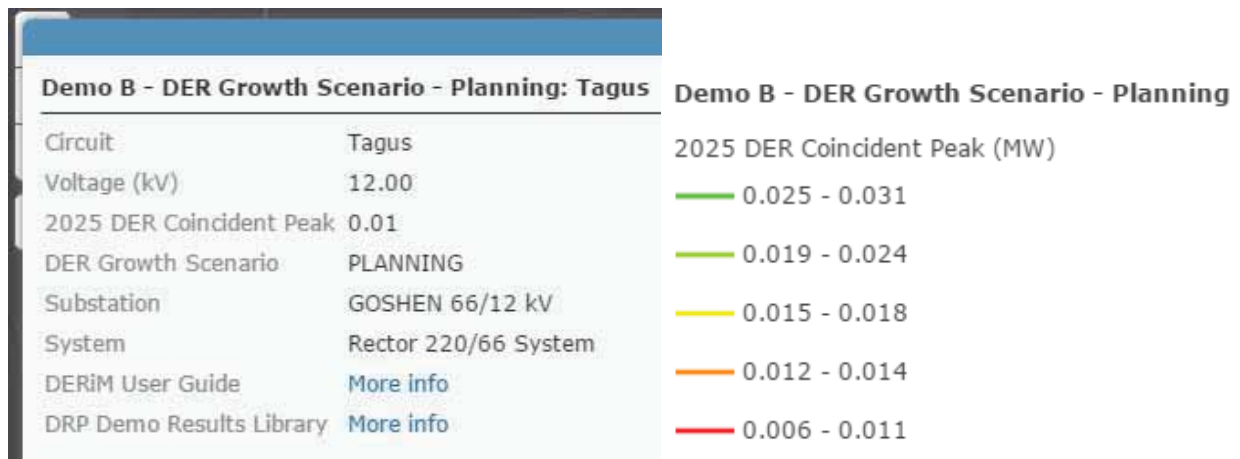 Demo B - DER Growth Scenario - Planning: Tagus
Circuit Tagus
Voltage (kV) 12.00
2025 DER Coincident Peak 0.01
DER Growth Scenario PLANNING
Substation GOSHEN 66/12 kV
System Rector 220/66 System
DERiM User Guide More info
DRP Demo Results Library More info
Demo B - DER Growth Scenario - Planning
2025 DER Coincident Peak (MW)
0.025 - 0.031
0.019 - 0.024
0.015 - 0.018
0.012 - 0.014
0.006 - 0.011